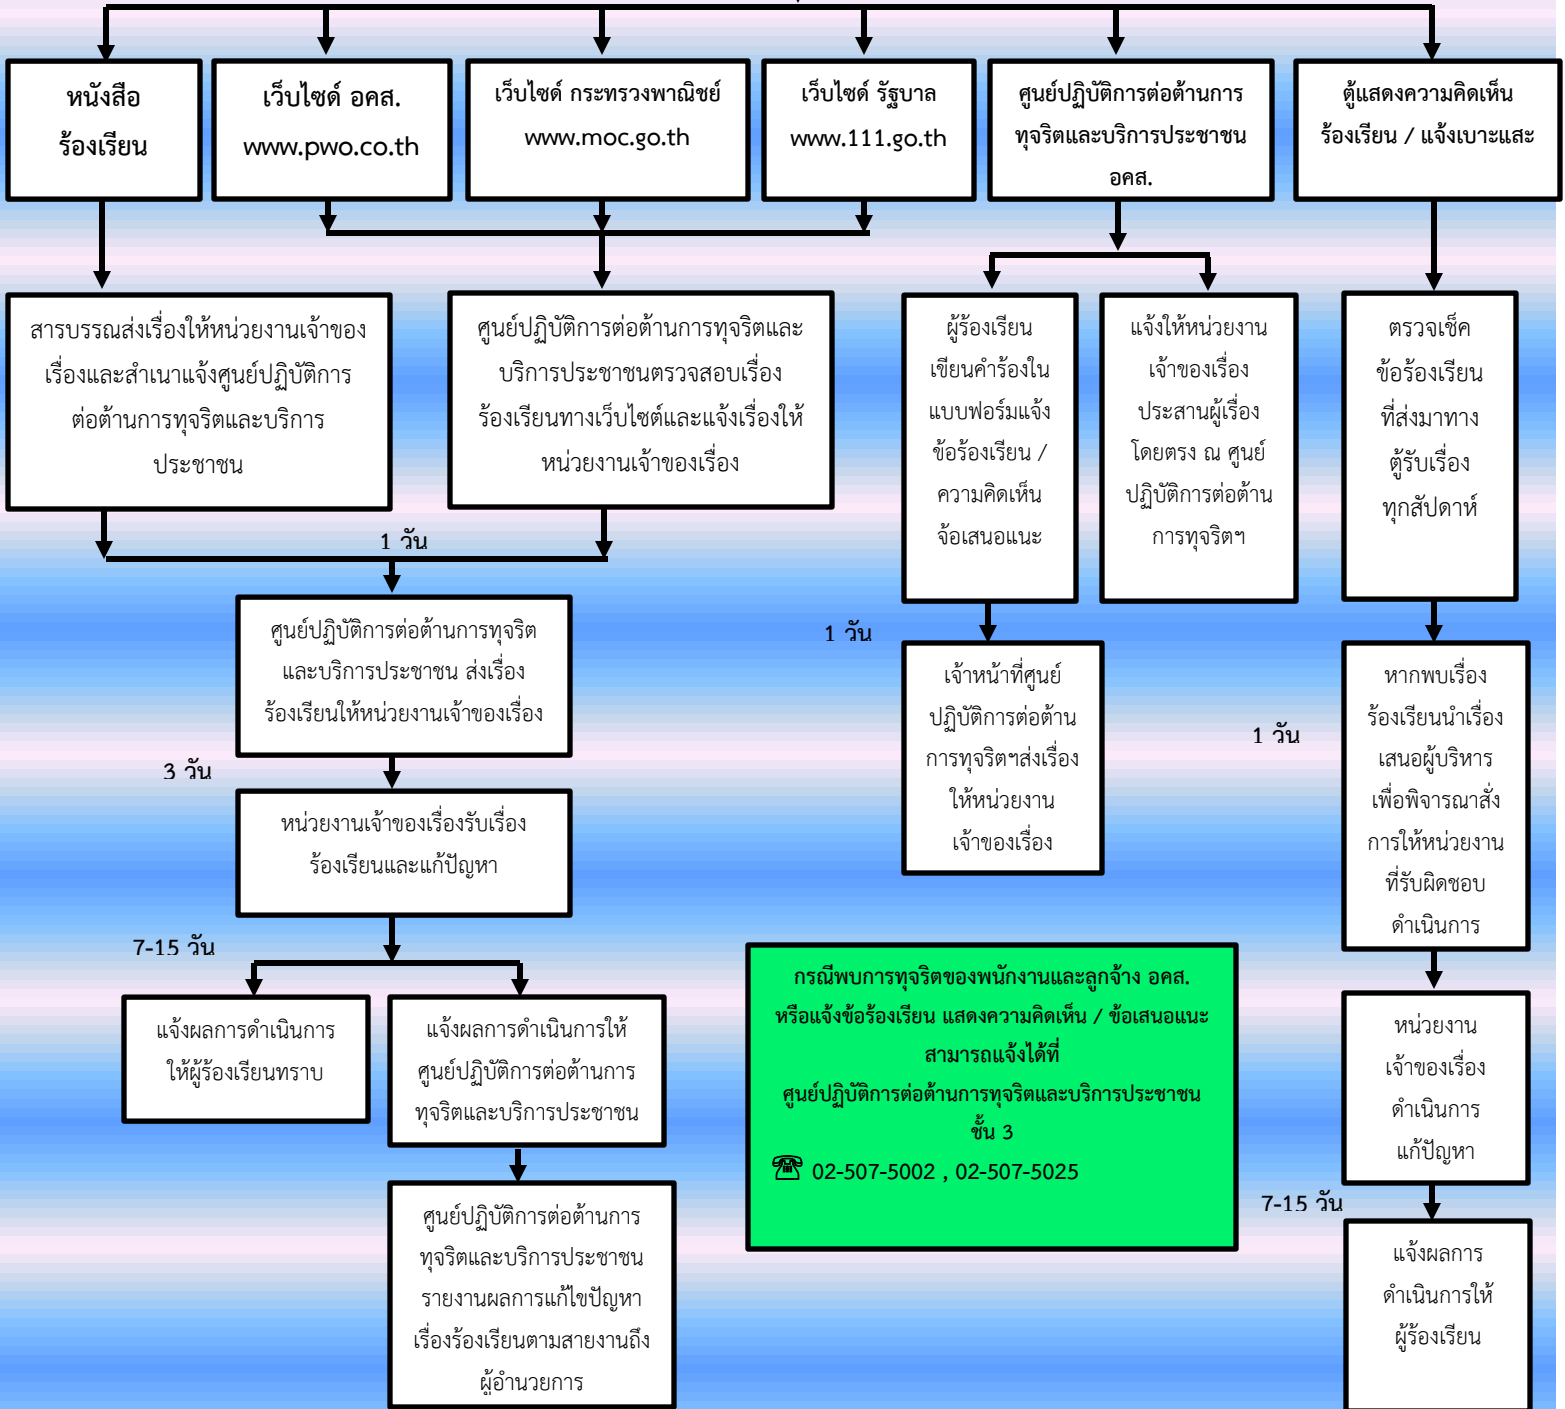 หนังสือ
ร้องเรียน
เว็บไซด์ อคส.
www.pwo.co.th
เว็บไซด์ กระทรวงพาณิชย์
www.moc.go.th
เว็บไซด์ รัฐบาล
www.111.go.th
ศูนย์ปฏิบัติการต่อต้านการ
ทุจริตและบริการประชาชน
อคส.
ตู้แสดงความคิดเห็น
ร้องเรียน / แจ้งเบาะแสะ
สารบรรณส่งเรื่องให้หน่วยงานเจ้าของ
เรื่องและสำเนาแจ้งศูนย์ปฏิบัติการ
ต่อต้านการทุจริตและบริการ
ประชาชน
ศูนย์ปฏิบัติการต่อต้านการทุจริตและ
บริการประชาชนตรวจสอบเรื่อง
ร้องเรียนทางเว็บไซต์และแจ้งเรื่องให้
หน่วยงานเจ้าของเรื่อง
ผู้ร้องเรียน
เขียนคำร้องใน
แบบฟอร์มแจ้ง
ข้อร้องเรียน /
ความคิดเห็น
จ้อเสนอแนะ
แจ้งให้หน่วยงาน
เจ้าของเรื่อง
ประสานผู้เรื่อง
โดยตรง ณ ศูนย์
ปฏิบัติการต่อต้าน
การทุจริตฯ
ตรวจเช็ค
ข้อร้องเรียน
ที่ส่งมาทาง
ตู้รับเรื่อง
ทุกสัปดาห์
1 วัน
ศูนย์ปฏิบัติการต่อต้านการทุจริต
และบริการประชาชน ส่งเรื่อง
ร้องเรียนให้หน่วยงานเจ้าของเรื่อง
1 วัน
เจ้าหน้าที่ศูนย์
ปฏิบัติการต่อต้าน
การทุจริตฯส่งเรื่อง
ให้หน่วยงาน
เจ้าของเรื่อง
1 วัน
หากพบเรื่อง
ร้องเรียนนำเรื่อง
เสนอผู้บริหาร
เพื่อพิจารณาสั่ง
การให้หน่วยงาน
ที่รับผิดชอบ
ดำเนินการ
3 วัน
หน่วยงานเจ้าของเรื่องรับเรื่อง
ร้องเรียนและแก้ปัญหา
7-15 วัน
แจ้งผลการดำเนินการ
ให้ผู้ร้องเรียนทราบ
แจ้งผลการดำเนินการให้
ศูนย์ปฏิบัติการต่อต้านการ
ทุจริตและบริการประชาชน
กรณีพบการทุจริตของพนักงานและลูกจ้าง อคส.
หรือแจ้งข้อร้องเรียน แสดงความคิดเห็น / ข้อเสนอแนะ
สามารถแจ้งได้ที่
ศูนย์ปฏิบัติการต่อต้านการทุจริตและบริการประชาชน
ชั้น 3
☎ 02-507-5002 , 02-507-5025
หน่วยงาน
เจ้าของเรื่อง
ดำเนินการ
แก้ปัญหา
ศูนย์ปฏิบัติการต่อต้านการ
ทุจริตและบริการประชาชน
รายงานผลการแก้ไขปัญหา
เรื่องร้องเรียนตามสายงานถึง
ผู้อำนวยการ
7-15 วัน
แจ้งผลการ
ดำเนินการให้
ผู้ร้องเรียน